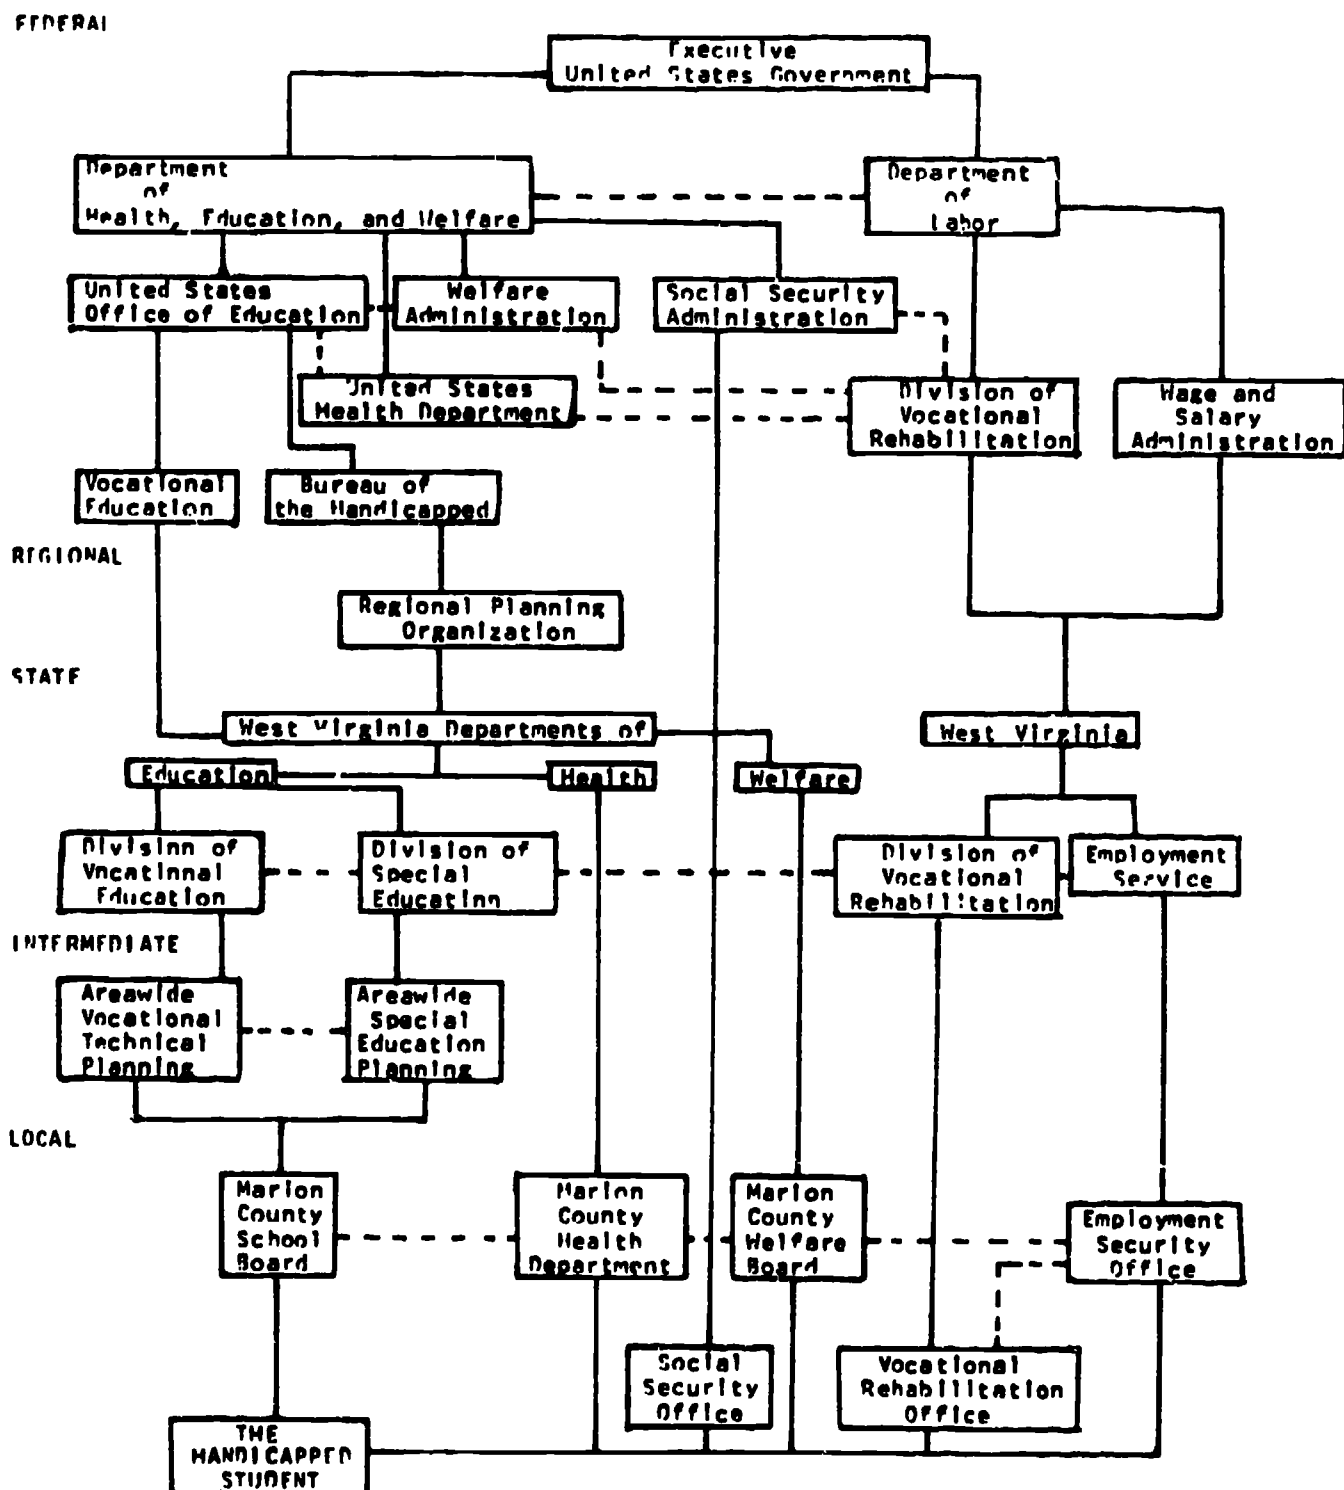 FEDERAL
Executive
United States Government
Department
of
Health, Education, and Welfare
Department
of
Labor
United States
Office of Education
Welfare
Administration
Social Security
Administration
United States
Health Department
Division of
Vocational
Rehabilitation
Wage and
Salary
Administration
Vocational
Education
Bureau of
the Handicapped
REGIONAL
Regional Planning
Organization
STATE
West Virginia Departments of
West Virginia
Education
Health
Welfare
Division of
Vocational
Education
Division of
Special
Education
Division of
Vocational
Rehabilitation
Employment
Service
INTERMEDIATE
Areawide
Vocational
Technical
Planning
Areawide
Special
Education
Planning
LOCAL
Marion
County
School
Board
Marion
County
Health
Department
Marion
County
Welfare
Board
Employment
Security
Office
Social
Security
Office
Vocational
Rehabilitation
Office
THE
HANDICAPPED
STUDENT